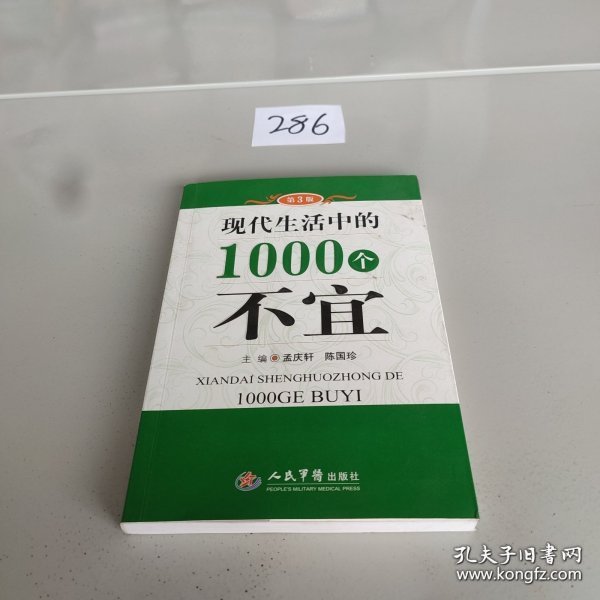 286
第3版
现代生活中的
1000个
不宜
主编 孟庆轩 陈国珍
XIANDAI SHENGHUOZHONG DE
1000GE BUYI
人民军医出版社
PEOPLE'S MILITARY MEDICAL PRESS
孔夫子旧书网
www.kongfz.com